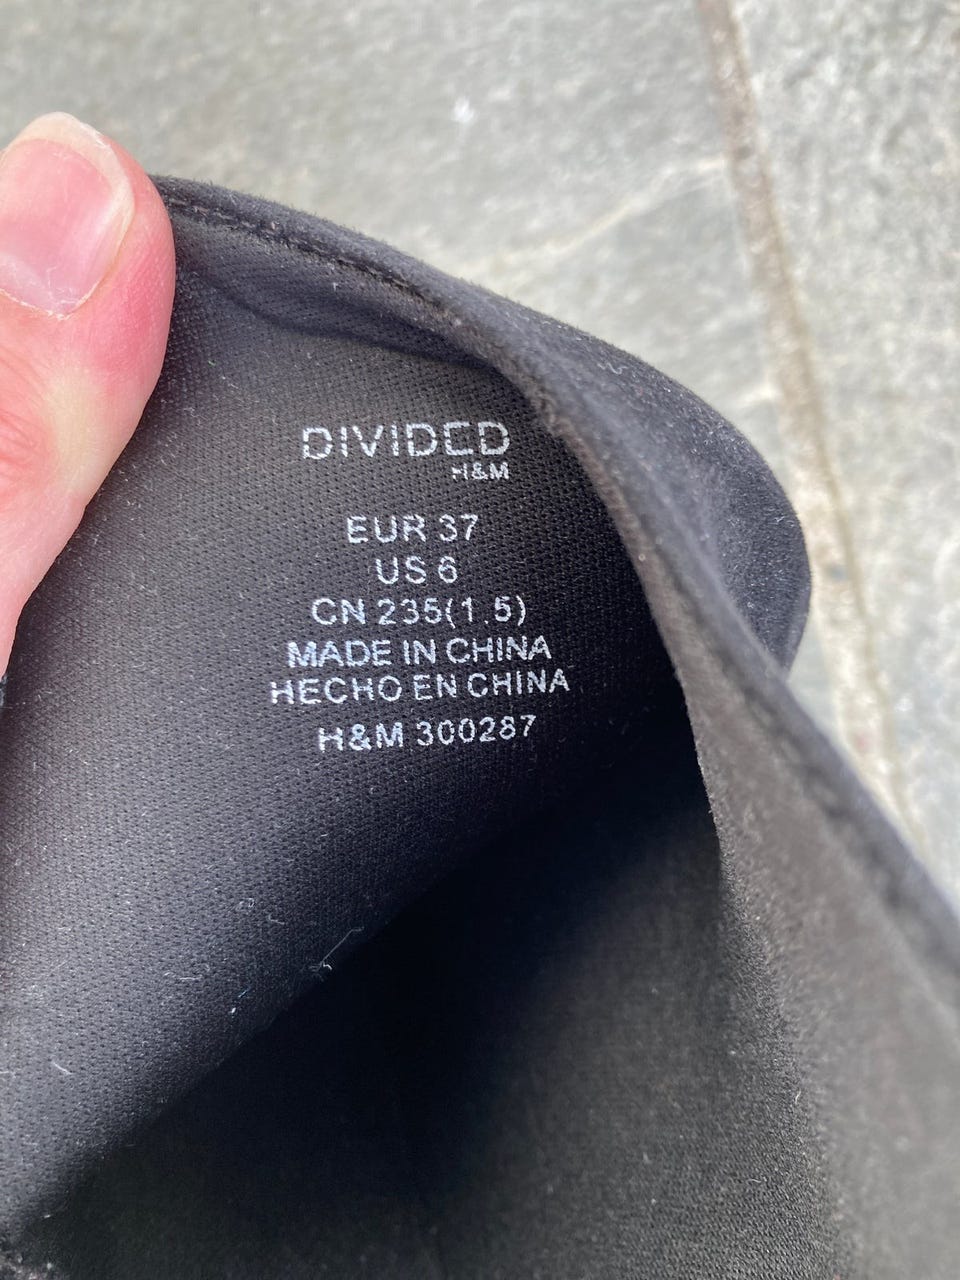 DIVIDED
H&M
EUR 37
US 6
CN 235(1.5)
MADE IN CHINA
HECHO EN CHINA
H&M 300287